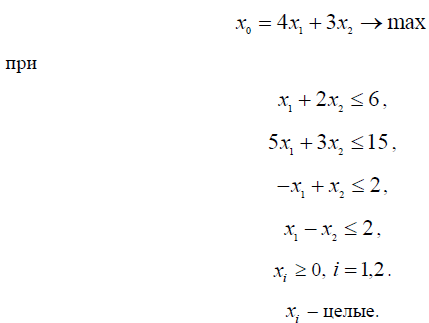 x₀ = 4x₁ + 3x₂ → max
при
x₁ + 2x₂ ≤ 6,
5x₁ + 3x₂ ≤ 15,
−x₁ + x₂ ≤ 2,
x₁ − x₂ ≤ 2,
xᵢ ≥ 0, i = 1,2.
xᵢ – целые.